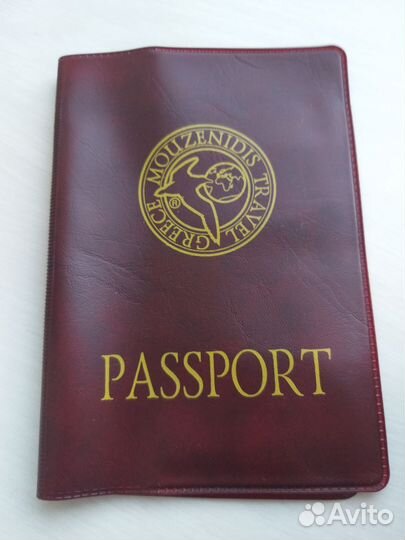 MOUZENIDIS TRAVEL GREECE ®
PASSPORT
Avito